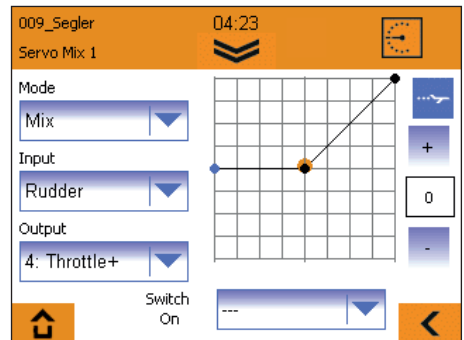 009_Segler
04:23
Servo Mix 1
Mode
Mix
Input
Rudder
Output
4: Throttle+
Switch
On
---
+
0
-